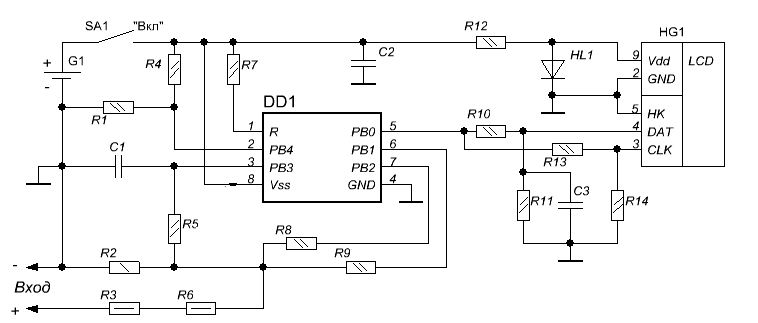 SA1 "Вкл"
R12
HG1
+ G1
R4
R7
C2
HL1
9 Vdd LCD
2 GND
-
R1
DD1
R10
5 HK
1 R PB0 5
4 DAT
2 PB4 PB1 6
R13
3 CLK
C1
3 PB3 PB2 7
8 Vss GND 4
C3
R11
R14
R5
R8
R2
R9
-
Вход
R3 R6
+